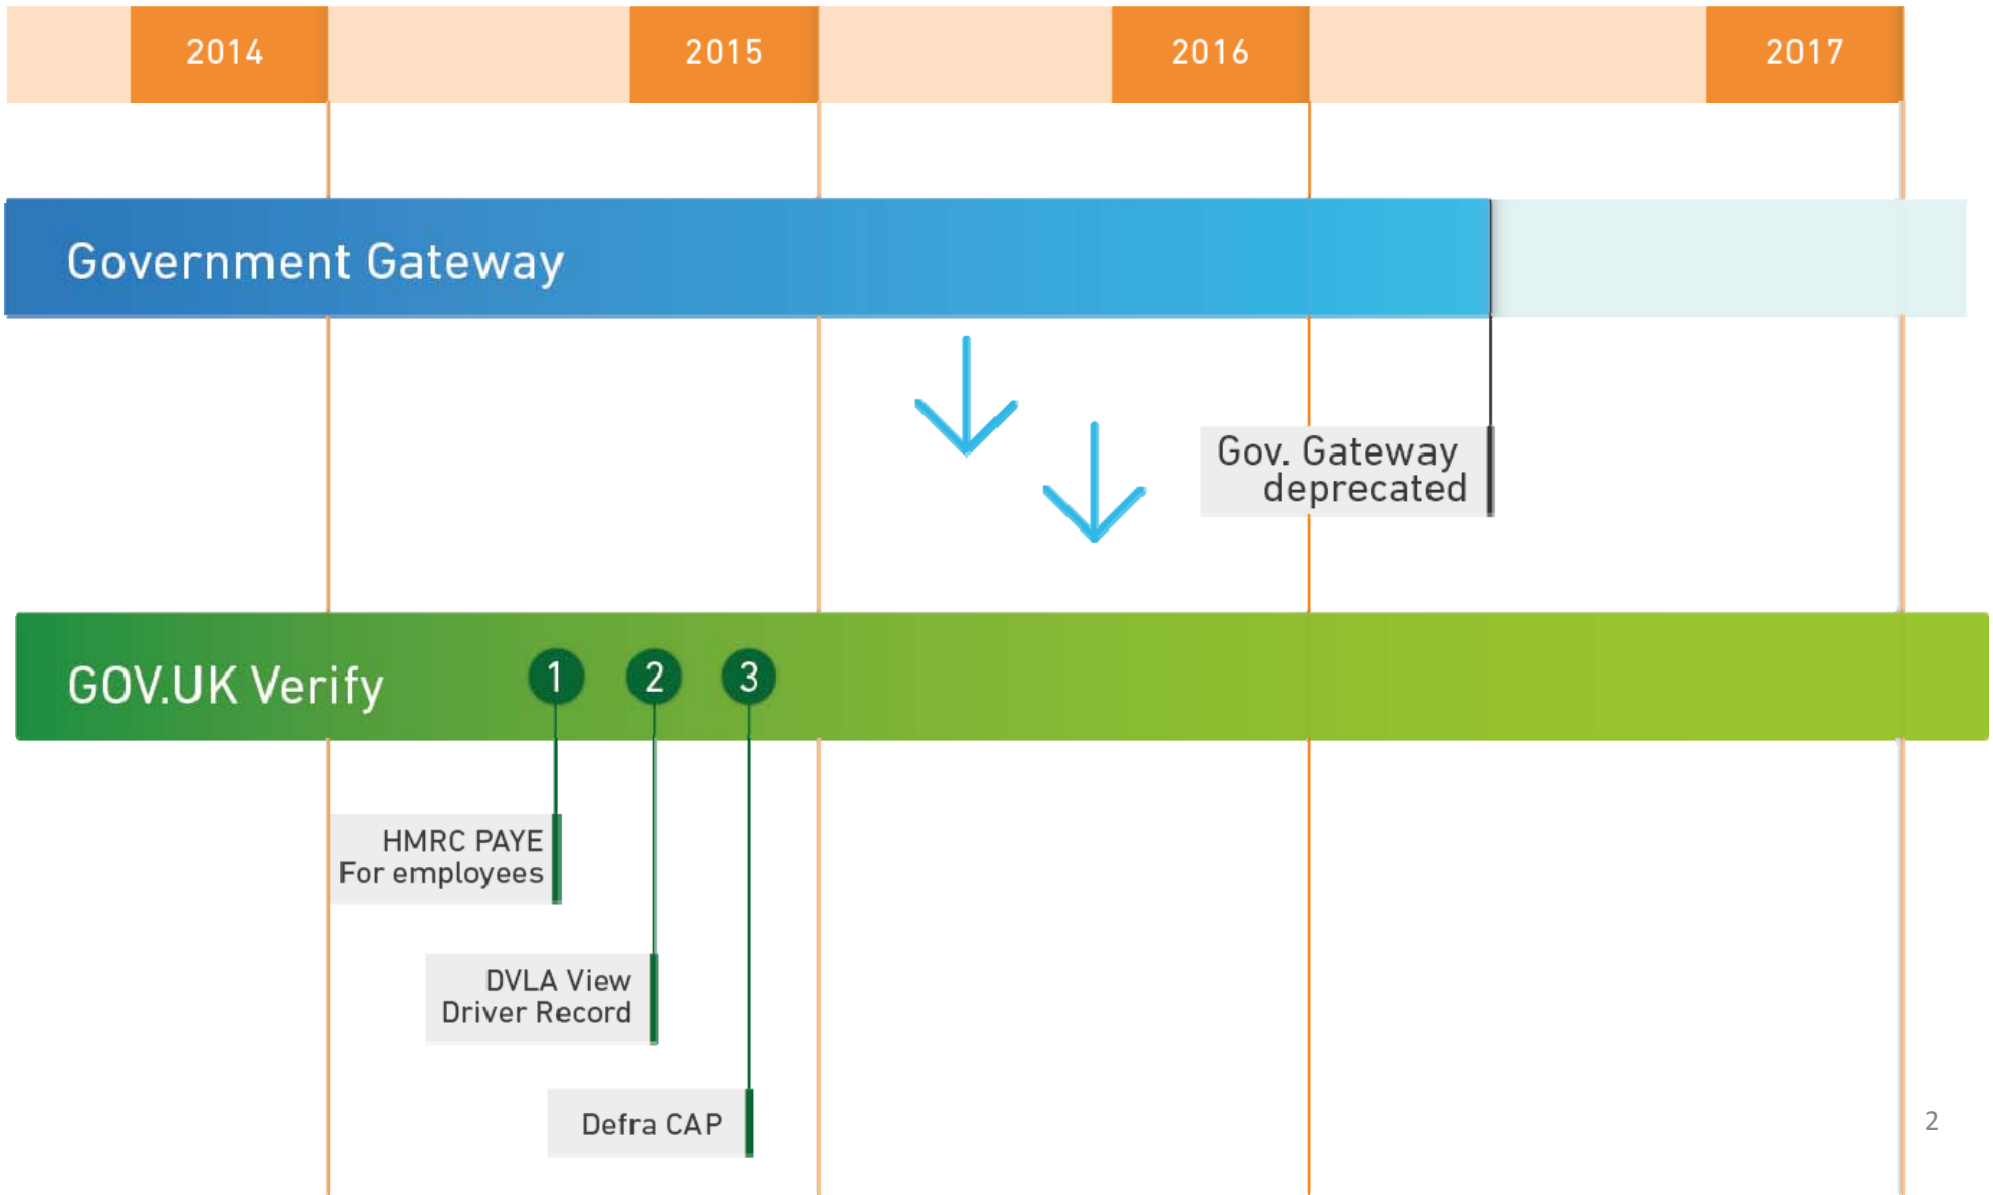 2014
2015
2016
2017
Government Gateway
Gov. Gateway
deprecated
GOV.UK Verify
1
2
3
HMRC PAYE
For employees
DVLA View
Driver Record
Defra CAP
2